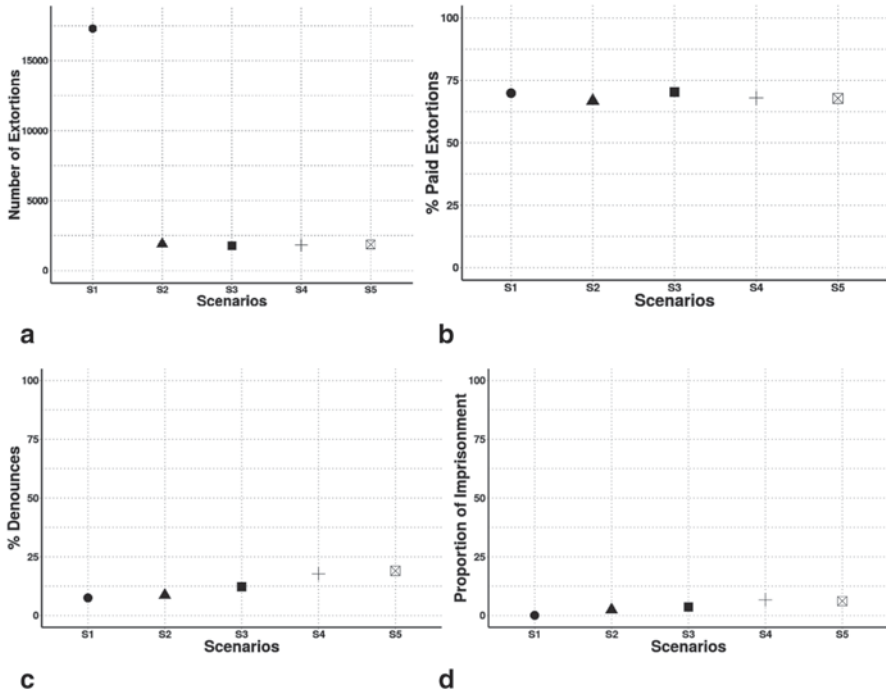 Number of Extortions
15000
10000
5000
0
S1 S2 S3 S4 S5
Scenarios
a
% Paid Extortions
100
75
50
25
0
S1 S2 S3 S4 S5
Scenarios
b
% Denounces
100
75
50
25
0
S1 S2 S3 S4 S5
Scenarios
c
Proportion of Imprisonment
100
75
50
25
0
S1 S2 S3 S4 S5
Scenarios
d